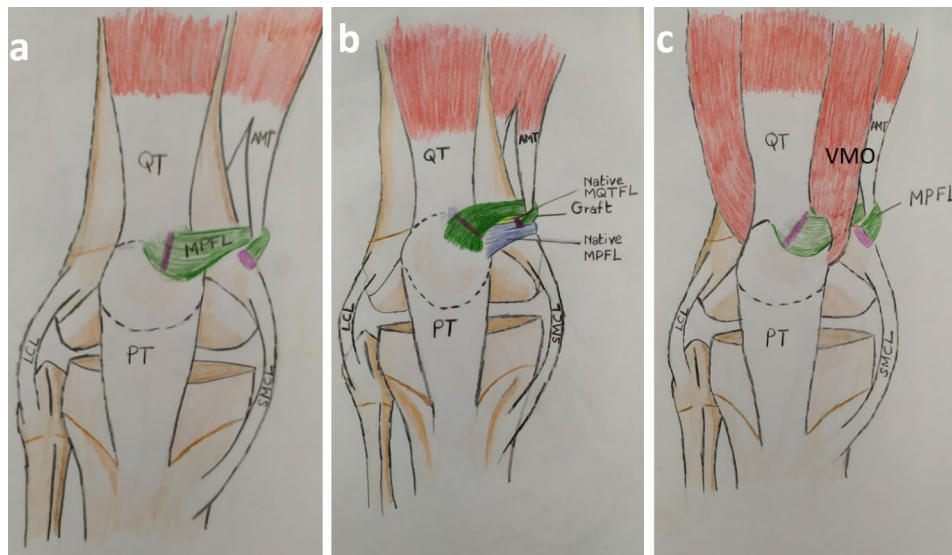 a
QT
AMT
MPFL
LCL
PT
SMCL
b
QT
AMT
Native
MQTFL
Graft
Native
MPFL
LCL
PT
SMCL
c
QT
AMT
VMO
MPFL
LCL
PT
SMCL